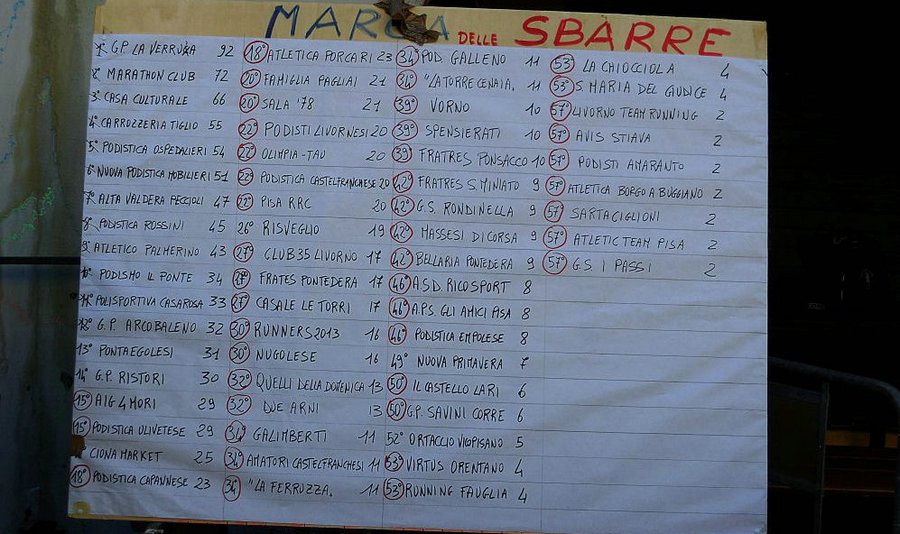 MARCA DELLE SBARRE
1° G.P. LA VERRUKA 92
2° MARATHON CLUB 72
3° CASA CULTURALE 66
4° CARROZZERIA TIGLIO 55
5° PODISTICA OSPEDALIERI 54
6° NUOVA PODISTICA MOBILIERI 51
7° ALTA VALDERA PECCIOLI 47
8° PODISTICA ROSSINI 45
9° ATLETICO PALMERINO 43
10° PODISMO IL PONTE 34
11° POLISPORTIVA CASAROSA 33
12° G.P. ARCOBALENO 32
13° PONTAEGOLESI 31
14° G.P. RISTORI 30
15° AIG 4 MORI 29
15° PODISTICA ULIVETESE 29
CIONA MARKET 25
18° PODISTICA CAPANNESE 23
18° ATLETICA PORCARI 23
20° FAMIGLIA PAGLIAI 21
20° SALA '78 21
22° PODISTI LIVORNESI 20
22° OLIMPIA-TAU 20
22° PODISTICA CASTELFRANCHESE 20
22° PISA RRC 20
26° RISVEGLIO 19
27° CLUB 35 LIVORNO 17
27° FRATES PONTEDERA 17
27° CASALE LE TORRI 17
30° RUNNERS 2013 16
30° NUGOLESE 16
32° QUELLI DELLA DOMENICA 13
32° DUE ARNI 13
34° GALIMBERTI 11
34° AMATORI CASTELFRANCHESI 11
34° "LA FERRUZZA. 11
34° POD. GALLENO 11
34° "LA TORRE CENAIA. 11
39° VORNO 10
39° SPENSIERATI 10
39° FRATRES PONSACCO 10
42° FRATRES S. MINIATO 9
42° G.S. RONDINELLA 9
42° MASSESI DI CORSA 9
42° BELLARIA PONTEDERA 9
46° A.S.D. RICOSPORT 8
46° A.P.S. GLI AMICI PISA 8
46° PODISTICA EMPOLESE 8
49° NUOVA PRIMAVERA 7
50° IL CASTELLO LARI 6
50° G.P. SAVINI CORRE 6
52° ORTACCIO VICOPISANO 5
53° VIRTUS ORENTANO 4
53° RUNNING FAUGLIA 4
53° LA CHIOCCIOLA 4
53° S. MARIA DEL GIUDICE 4
57° LIVORNO TEAM RUNNING 2
57° AVIS STIAVA 2
57° PODISTI AMARANTO 2
57° ATLETICA BORGO A BUGGIANO 2
57° SARTACIGLIONI 2
57° ATLETIC TEAM PISA 2
57° G.S. I PASSI 2